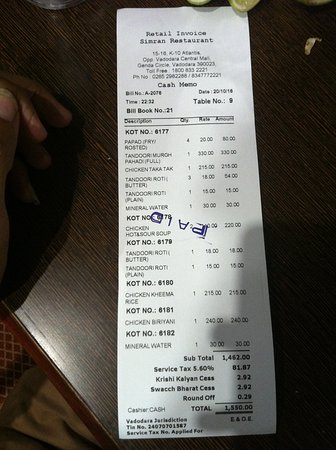 Retail Invoice
Simran Restaurant
15-16, K-10 Atlantis,
Opp. Vadodara Central Mall,
Genda Circle, Vadodara 390023,
Toll Free : 1800 833 2221
Ph No : 0265 2982288 / 8347772221
Cash Memo
Bill No.: A-2076 Date : 20/10/16
Time : 22:32 Table No.: 9
Bill Book No.:21
Description Qty. Rate Amount
KOT NO.: 6177
PAPAD (FRY/ 4 20.00 80.00
ROSTED)
TANDOORI MURGH 1 330.00 330.00
PAHADI (FULL)
CHICKEN TAKA TAK 1 215.00 215.00
TANDOORI ROTI ( 3 18.00 54.00
BUTTER)
TANDOORI ROTI 1 15.00 15.00
(PLAIN)
MINERAL WATER 1 30.00 30.00
KOT NO.: 6178
PAID
CHICKEN 220.00
HOT&SOUR SOUP
KOT NO.: 6179
TANDOORI ROTI ( 1 18.00 18.00
BUTTER)
TANDOORI ROTI 1 15.00 15.00
(PLAIN)
KOT NO.: 6180
CHICKEN KHEEMA 1 215.00 215.00
RICE
KOT NO.: 6181
CHICKEN BIRIYANI 1 240.00 240.00
KOT NO.: 6182
MINERAL WATER 1 30.00 30.00
Sub Total 1,462.00
Service Tax 5.60% 81.87
Krishi Kalyan Cess 2.92
Swacch Bharat Cess 2.92
Round Off 0.29
Cashier:CASH TOTAL 1,550.00
Vadodara Jurisdiction E & O.E.
Tin No. 24070701587
Service Tax No. Applied For